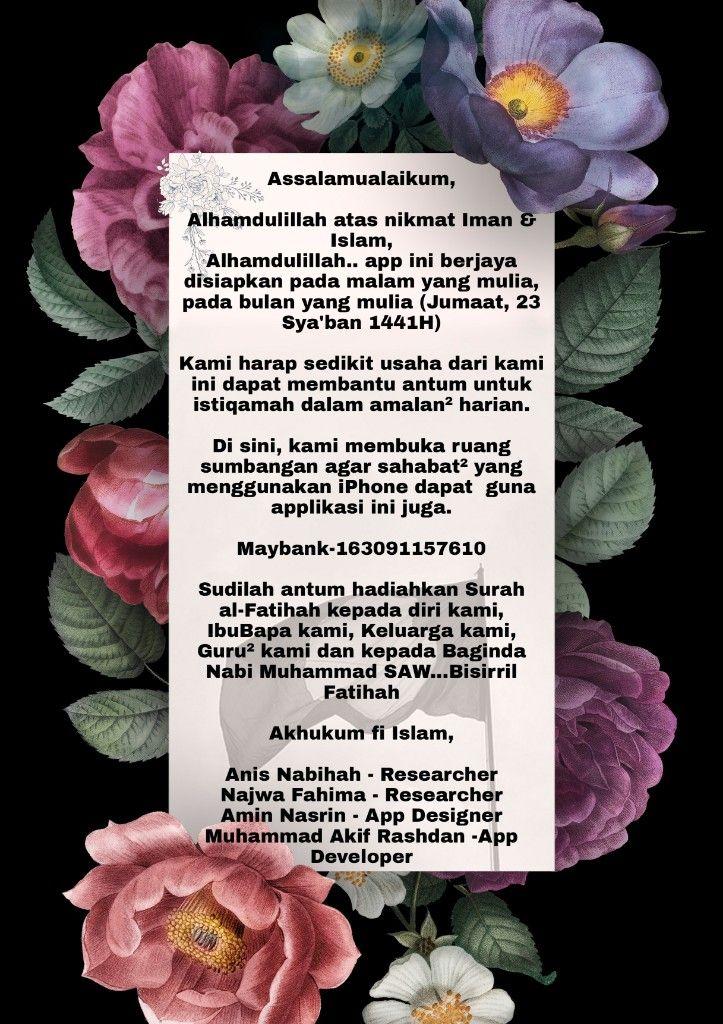 Assalamualaikum,
Alhamdulillah atas nikmat Iman &
Islam,
Alhamdulillah.. app ini berjaya
disiapkan pada malam yang mulia,
pada bulan yang mulia (Jumaat, 23
Sya'ban 1441H)
Kami harap sedikit usaha dari kami
ini dapat membantu antum untuk
istiqamah dalam amalan² harian.
Di sini, kami membuka ruang
sumbangan agar sahabat² yang
menggunakan iPhone dapat  guna
applikasi ini juga.
Maybank-163091157610
Sudilah antum hadiahkan Surah
al-Fatihah kepada diri kami,
IbuBapa kami, Keluarga kami,
Guru² kami dan kepada Baginda
Nabi Muhammad SAW...Bisirril
Fatihah
Akhukum fi Islam,
Anis Nabihah - Researcher
Najwa Fahima - Researcher
Amin Nasrin - App Designer
Muhammad Akif Rashdan -App
Developer